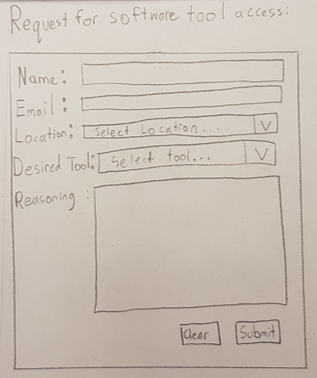 Request for software tool access:
Name:
Email:
Location: Select Location... V
Desired Tool: Select tool... V
Reasoning:
Clear Submit